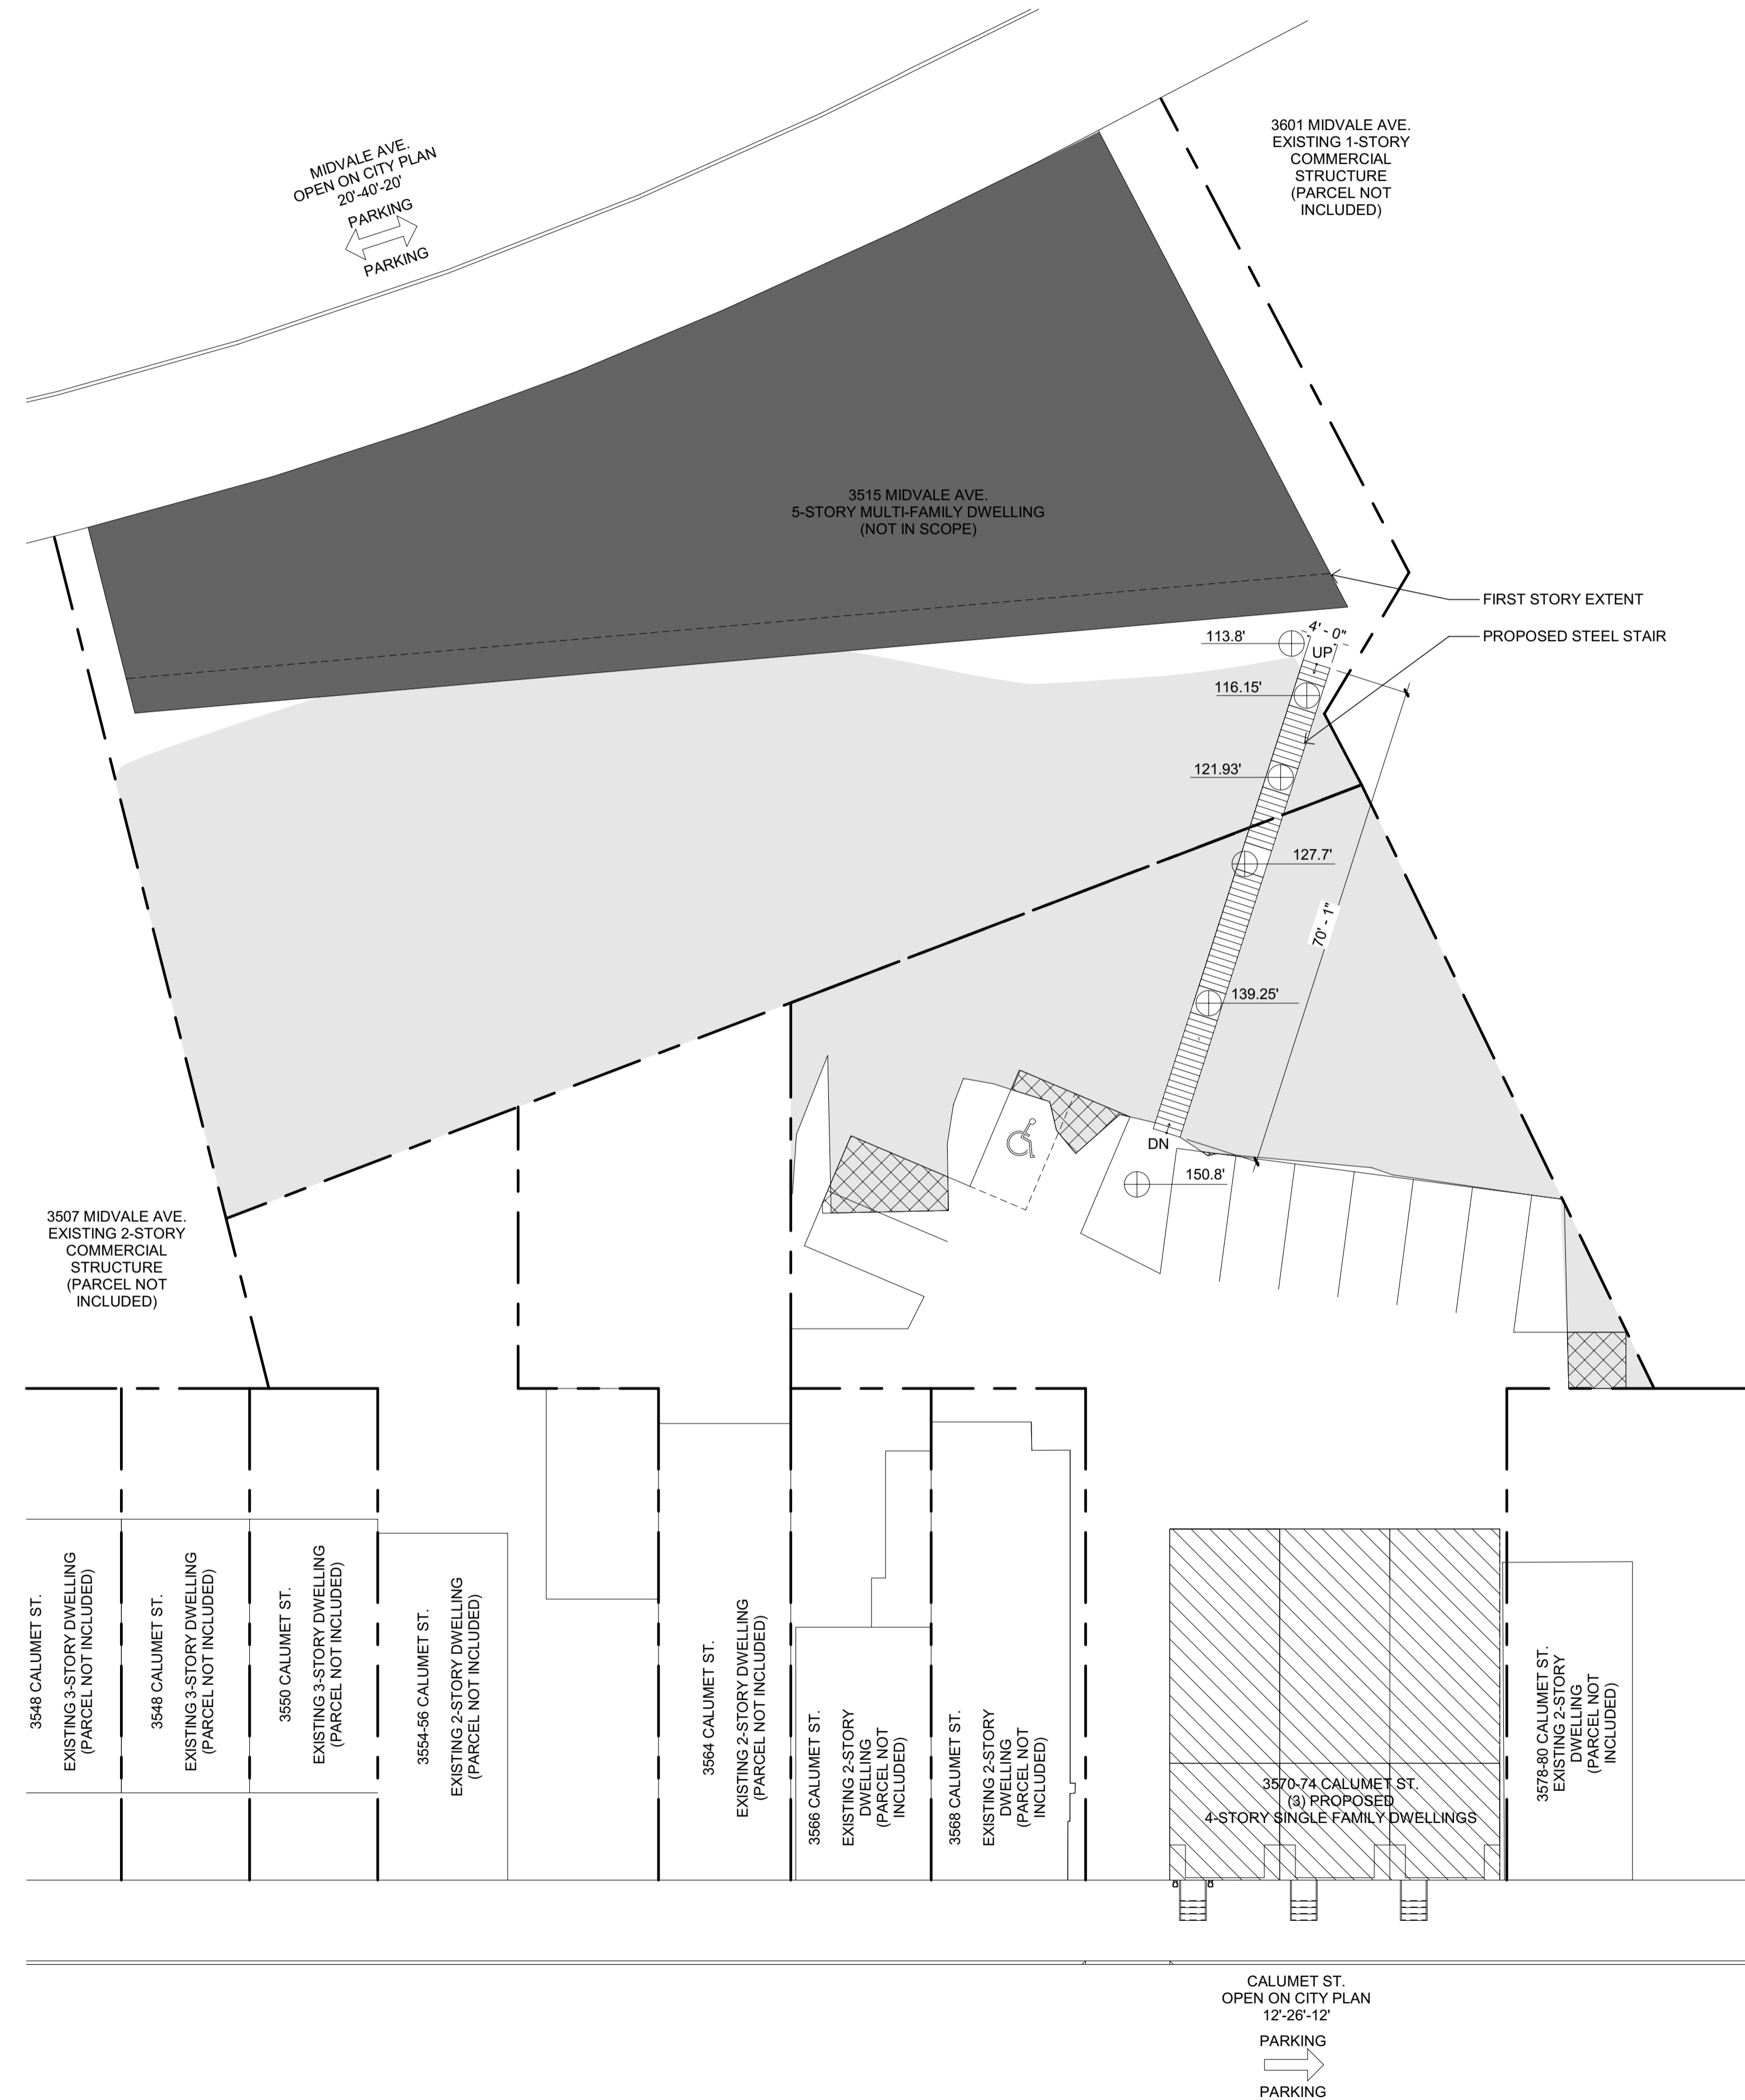 MIDVALE AVE.
OPEN ON CITY PLAN
20'-40'-20'
PARKING
PARKING
3601 MIDVALE AVE.
EXISTING 1-STORY
COMMERCIAL
STRUCTURE
(PARCEL NOT
INCLUDED)
3515 MIDVALE AVE.
5-STORY MULTI-FAMILY DWELLING
(NOT IN SCOPE)
FIRST STORY EXTENT
PROPOSED STEEL STAIR
113.8'
4' - 0"
UP
116.15'
121.93'
127.7'
70' - 1"
139.25'
DN
150.8'
3507 MIDVALE AVE.
EXISTING 2-STORY
COMMERCIAL
STRUCTURE
(PARCEL NOT
INCLUDED)
3548 CALUMET ST.
EXISTING 3-STORY DWELLING
(PARCEL NOT INCLUDED)
3548 CALUMET ST.
EXISTING 3-STORY DWELLING
(PARCEL NOT INCLUDED)
3550 CALUMET ST.
EXISTING 3-STORY DWELLING
(PARCEL NOT INCLUDED)
3554-56 CALUMET ST.
EXISTING 2-STORY DWELLING
(PARCEL NOT INCLUDED)
3564 CALUMET ST.
EXISTING 2-STORY DWELLING
(PARCEL NOT INCLUDED)
3566 CALUMET ST.
EXISTING 2-STORY
DWELLING
(PARCEL NOT
INCLUDED)
3568 CALUMET ST.
EXISTING 2-STORY
DWELLING
(PARCEL NOT
INCLUDED)
3570-74 CALUMET ST.
(3) PROPOSED
4-STORY SINGLE FAMILY DWELLINGS
3578-80 CALUMET ST.
EXISTING 2-STORY
DWELLING
(PARCEL NOT
INCLUDED)
CALUMET ST.
OPEN ON CITY PLAN
12'-26'-12'
PARKING
PARKING